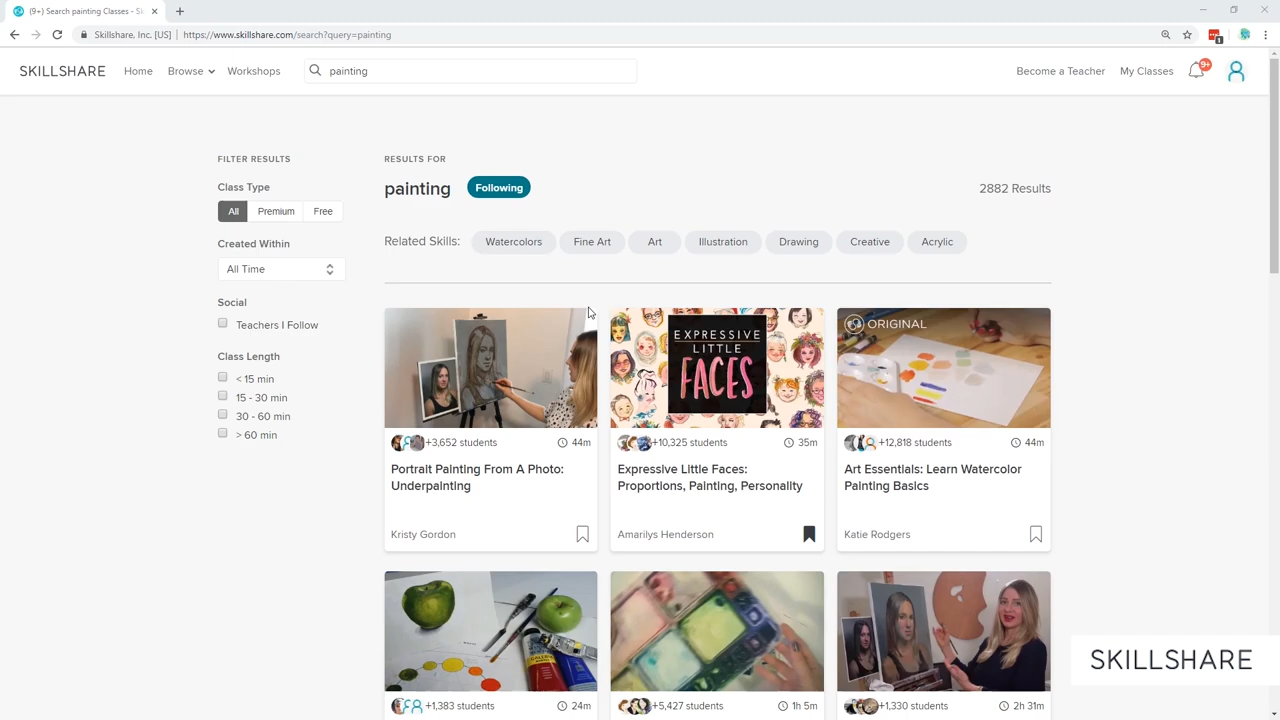 (9+) Search painting Classes - Sk
Skillshare, Inc. [US] https://www.skillshare.com/search?query=painting
1
SKILLSHARE Home Browse Workshops painting Become a Teacher My Classes 9+
FILTER RESULTS
Class Type
All Premium Free
Created Within
All Time
Social
Teachers I Follow
Class Length
< 15 min
15 - 30 min
30 - 60 min
> 60 min
RESULTS FOR
painting Following 2882 Results
Related Skills: Watercolors Fine Art Art Illustration Drawing Creative Acrylic
EXPRESSIVE
LITTLE
FACES
ORIGINAL
+3,652 students 44m
Portrait Painting From A Photo:
Underpainting
Kristy Gordon
+10,325 students 35m
Expressive Little Faces:
Proportions, Painting, Personality
Amarilys Henderson
+12,818 students 44m
Art Essentials: Learn Watercolor
Painting Basics
Katie Rodgers
+1,383 students 24m
+5,427 students 1h 5m
+1,330 students 2h 31m
SKILLSHARE